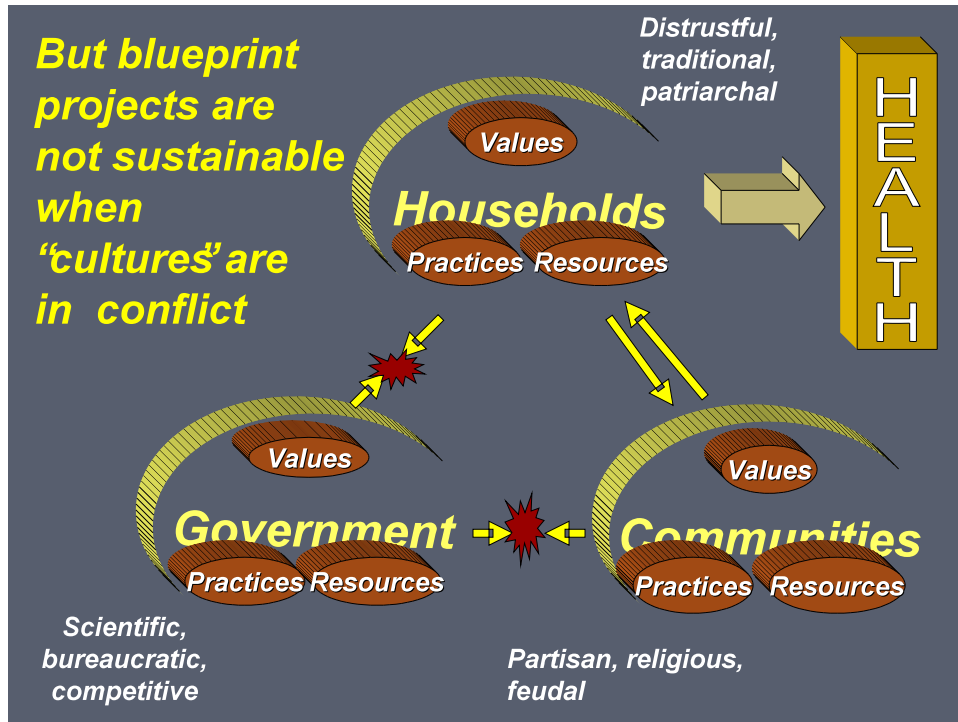 But blueprint
projects are
not sustainable
when
“cultures” are
in conflict
Distrustful,
traditional,
patriarchal
HEALTH
Values
Households
Practices
Resources
Values
Government
Practices
Resources
Values
Communities
Practices
Resources
Scientific,
bureaucratic,
competitive
Partisan, religious,
feudal